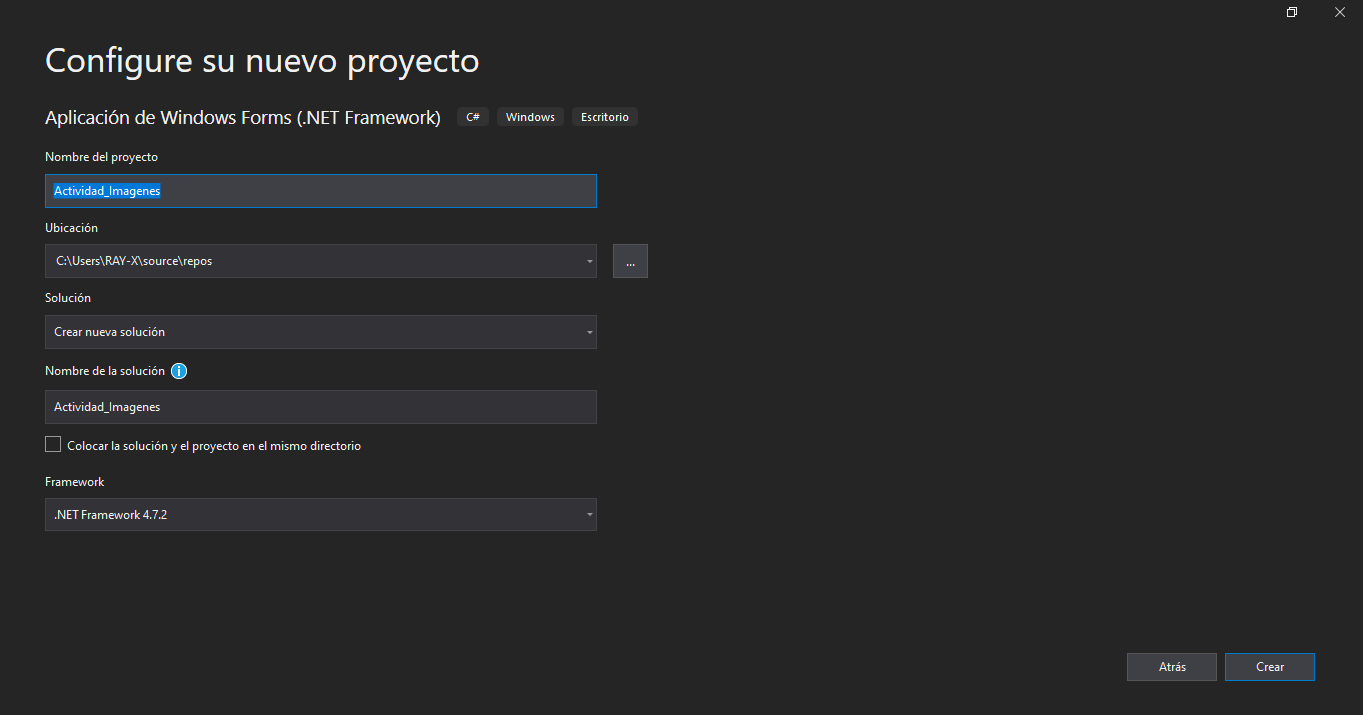 Configure su nuevo proyecto
Aplicación de Windows Forms (.NET Framework) C# Windows Escritorio
Nombre del proyecto
Actividad_Imagenes
Ubicación
C:\Users\RAY-X\source\repos
...
Solución
Crear nueva solución
Nombre de la solución
Actividad_Imagenes
Colocar la solución y el proyecto en el mismo directorio
Framework
.NET Framework 4.7.2
Atrás Crear